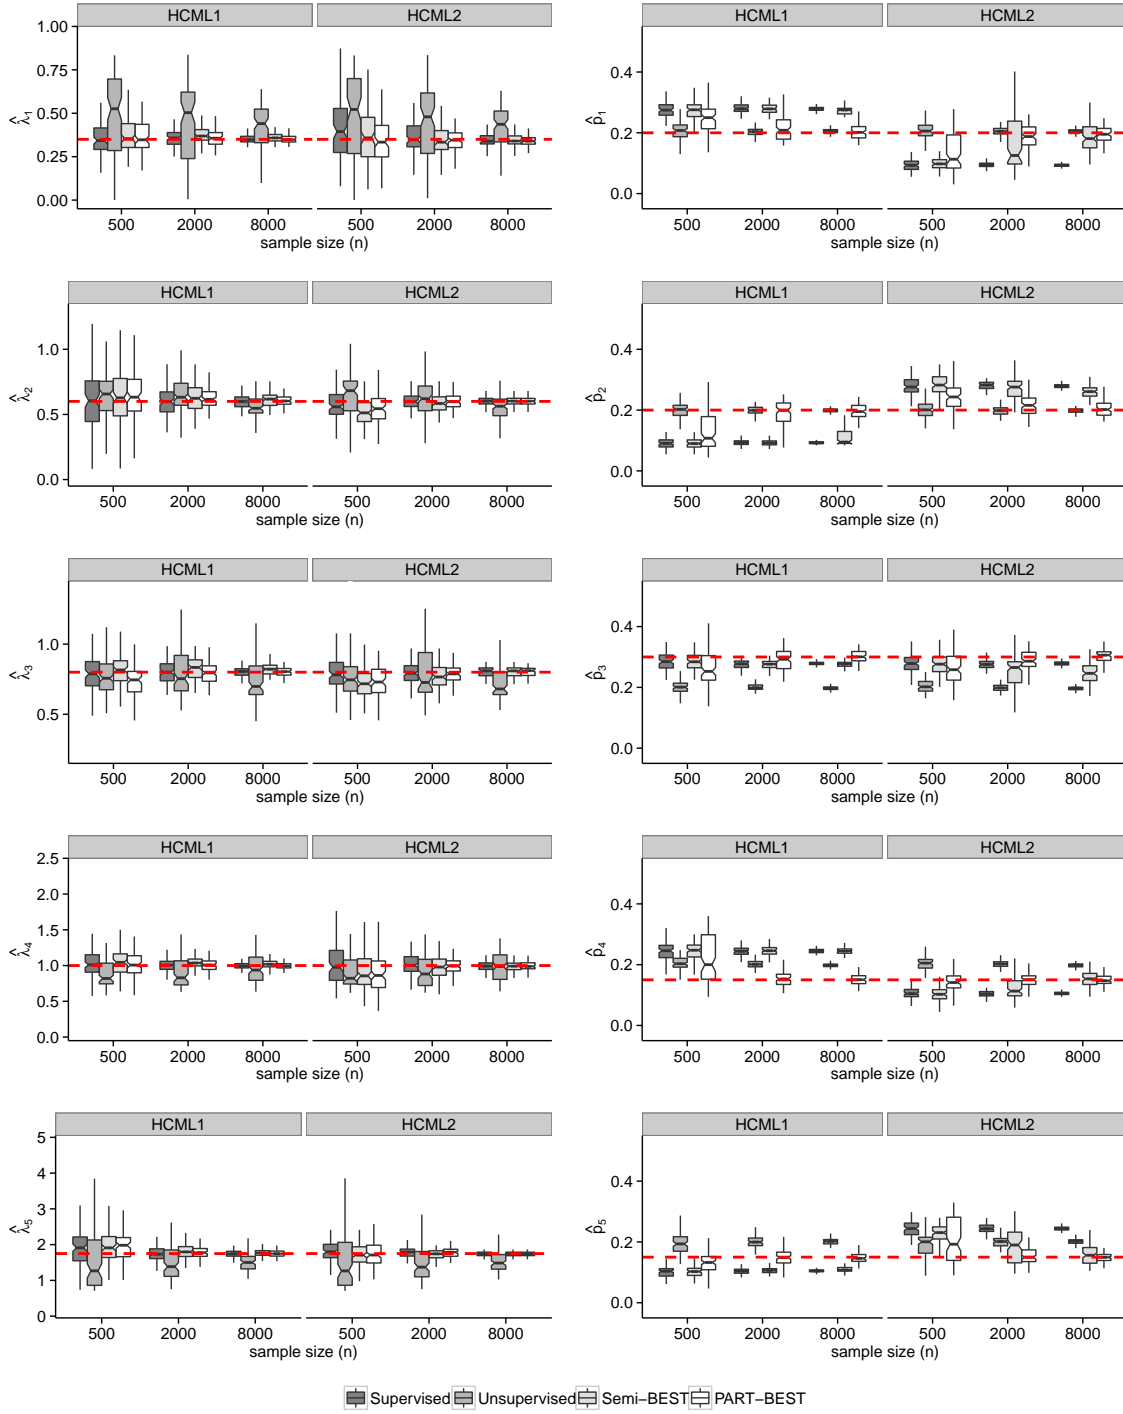 HCML1 HCML2
1.00
0.75
0.50
0.25
0.00
λ̂1
500 2000 8000 500 2000 8000
sample size (n)
HCML1 HCML2
0.4
0.2
0.0
p̂1
500 2000 8000 500 2000 8000
sample size (n)
HCML1 HCML2
1.0
0.5
0.0
λ̂2
500 2000 8000 500 2000 8000
sample size (n)
HCML1 HCML2
0.4
0.2
0.0
p̂2
500 2000 8000 500 2000 8000
sample size (n)
HCML1 HCML2
1.0
0.5
λ̂3
500 2000 8000 500 2000 8000
sample size (n)
HCML1 HCML2
0.4
0.2
0.0
p̂3
500 2000 8000 500 2000 8000
sample size (n)
HCML1 HCML2
2.5
2.0
1.5
1.0
0.5
0.0
λ̂4
500 2000 8000 500 2000 8000
sample size (n)
HCML1 HCML2
0.4
0.2
0.0
p̂4
500 2000 8000 500 2000 8000
sample size (n)
HCML1 HCML2
5
4
3
2
1
0
λ̂5
500 2000 8000 500 2000 8000
sample size (n)
HCML1 HCML2
0.4
0.2
0.0
p̂5
500 2000 8000 500 2000 8000
sample size (n)
Supervised Unsupervised Semi−BEST PART−BEST